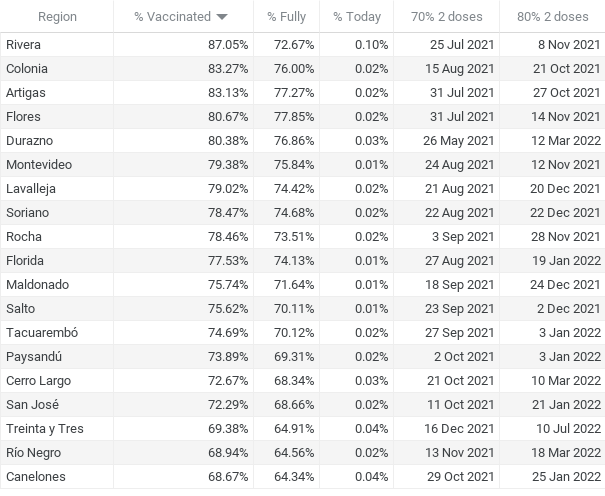 Region % Vaccinated % Fully % Today 70% 2 doses 80% 2 doses
Rivera 87.05% 72.67% 0.10% 25 Jul 2021 8 Nov 2021
Colonia 83.27% 76.00% 0.02% 15 Aug 2021 21 Oct 2021
Artigas 83.13% 77.27% 0.02% 31 Jul 2021 27 Oct 2021
Flores 80.67% 77.85% 0.02% 31 Jul 2021 14 Nov 2021
Durazno 80.38% 76.86% 0.03% 26 May 2021 12 Mar 2022
Montevideo 79.38% 75.84% 0.01% 24 Aug 2021 12 Nov 2021
Lavalleja 79.02% 74.42% 0.02% 21 Aug 2021 20 Dec 2021
Soriano 78.47% 74.68% 0.02% 22 Aug 2021 22 Dec 2021
Rocha 78.46% 73.51% 0.02% 3 Sep 2021 28 Nov 2021
Florida 77.53% 74.13% 0.01% 27 Aug 2021 19 Jan 2022
Maldonado 75.74% 71.64% 0.01% 18 Sep 2021 24 Dec 2021
Salto 75.62% 70.11% 0.01% 23 Sep 2021 2 Dec 2021
Tacuarembó 74.69% 70.12% 0.02% 27 Sep 2021 3 Jan 2022
Paysandú 73.89% 69.31% 0.02% 2 Oct 2021 3 Jan 2022
Cerro Largo 72.67% 68.34% 0.03% 21 Oct 2021 10 Mar 2022
San José 72.29% 68.66% 0.02% 11 Oct 2021 21 Jan 2022
Treinta y Tres 69.38% 64.91% 0.04% 16 Dec 2021 10 Jul 2022
Río Negro 68.94% 64.56% 0.02% 13 Nov 2021 18 Mar 2022
Canelones 68.67% 64.34% 0.04% 29 Oct 2021 25 Jan 2022